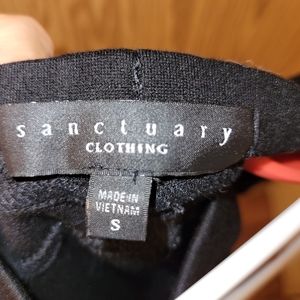 sanctuary
CLOTHING
MADE IN
VIETNAM
S